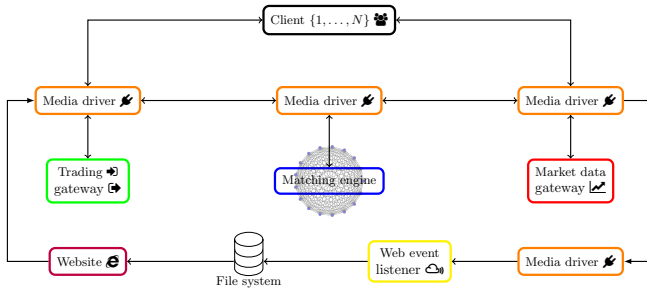 Client {1, . . . , N}
Media driver
Media driver
Media driver
Trading
gateway
Matching engine
Market data
gateway
Website
File system
Web event
listener
Media driver